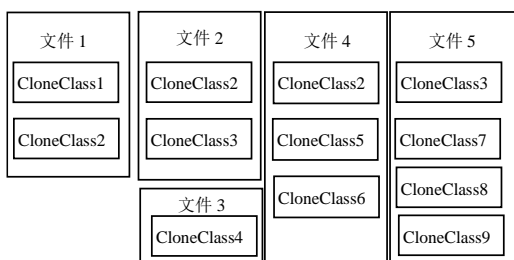 文件 1
CloneClass1
CloneClass2
文件 2
CloneClass2
CloneClass3
文件 3
CloneClass4
文件 4
CloneClass2
CloneClass5
CloneClass6
文件 5
CloneClass3
CloneClass7
CloneClass8
CloneClass9